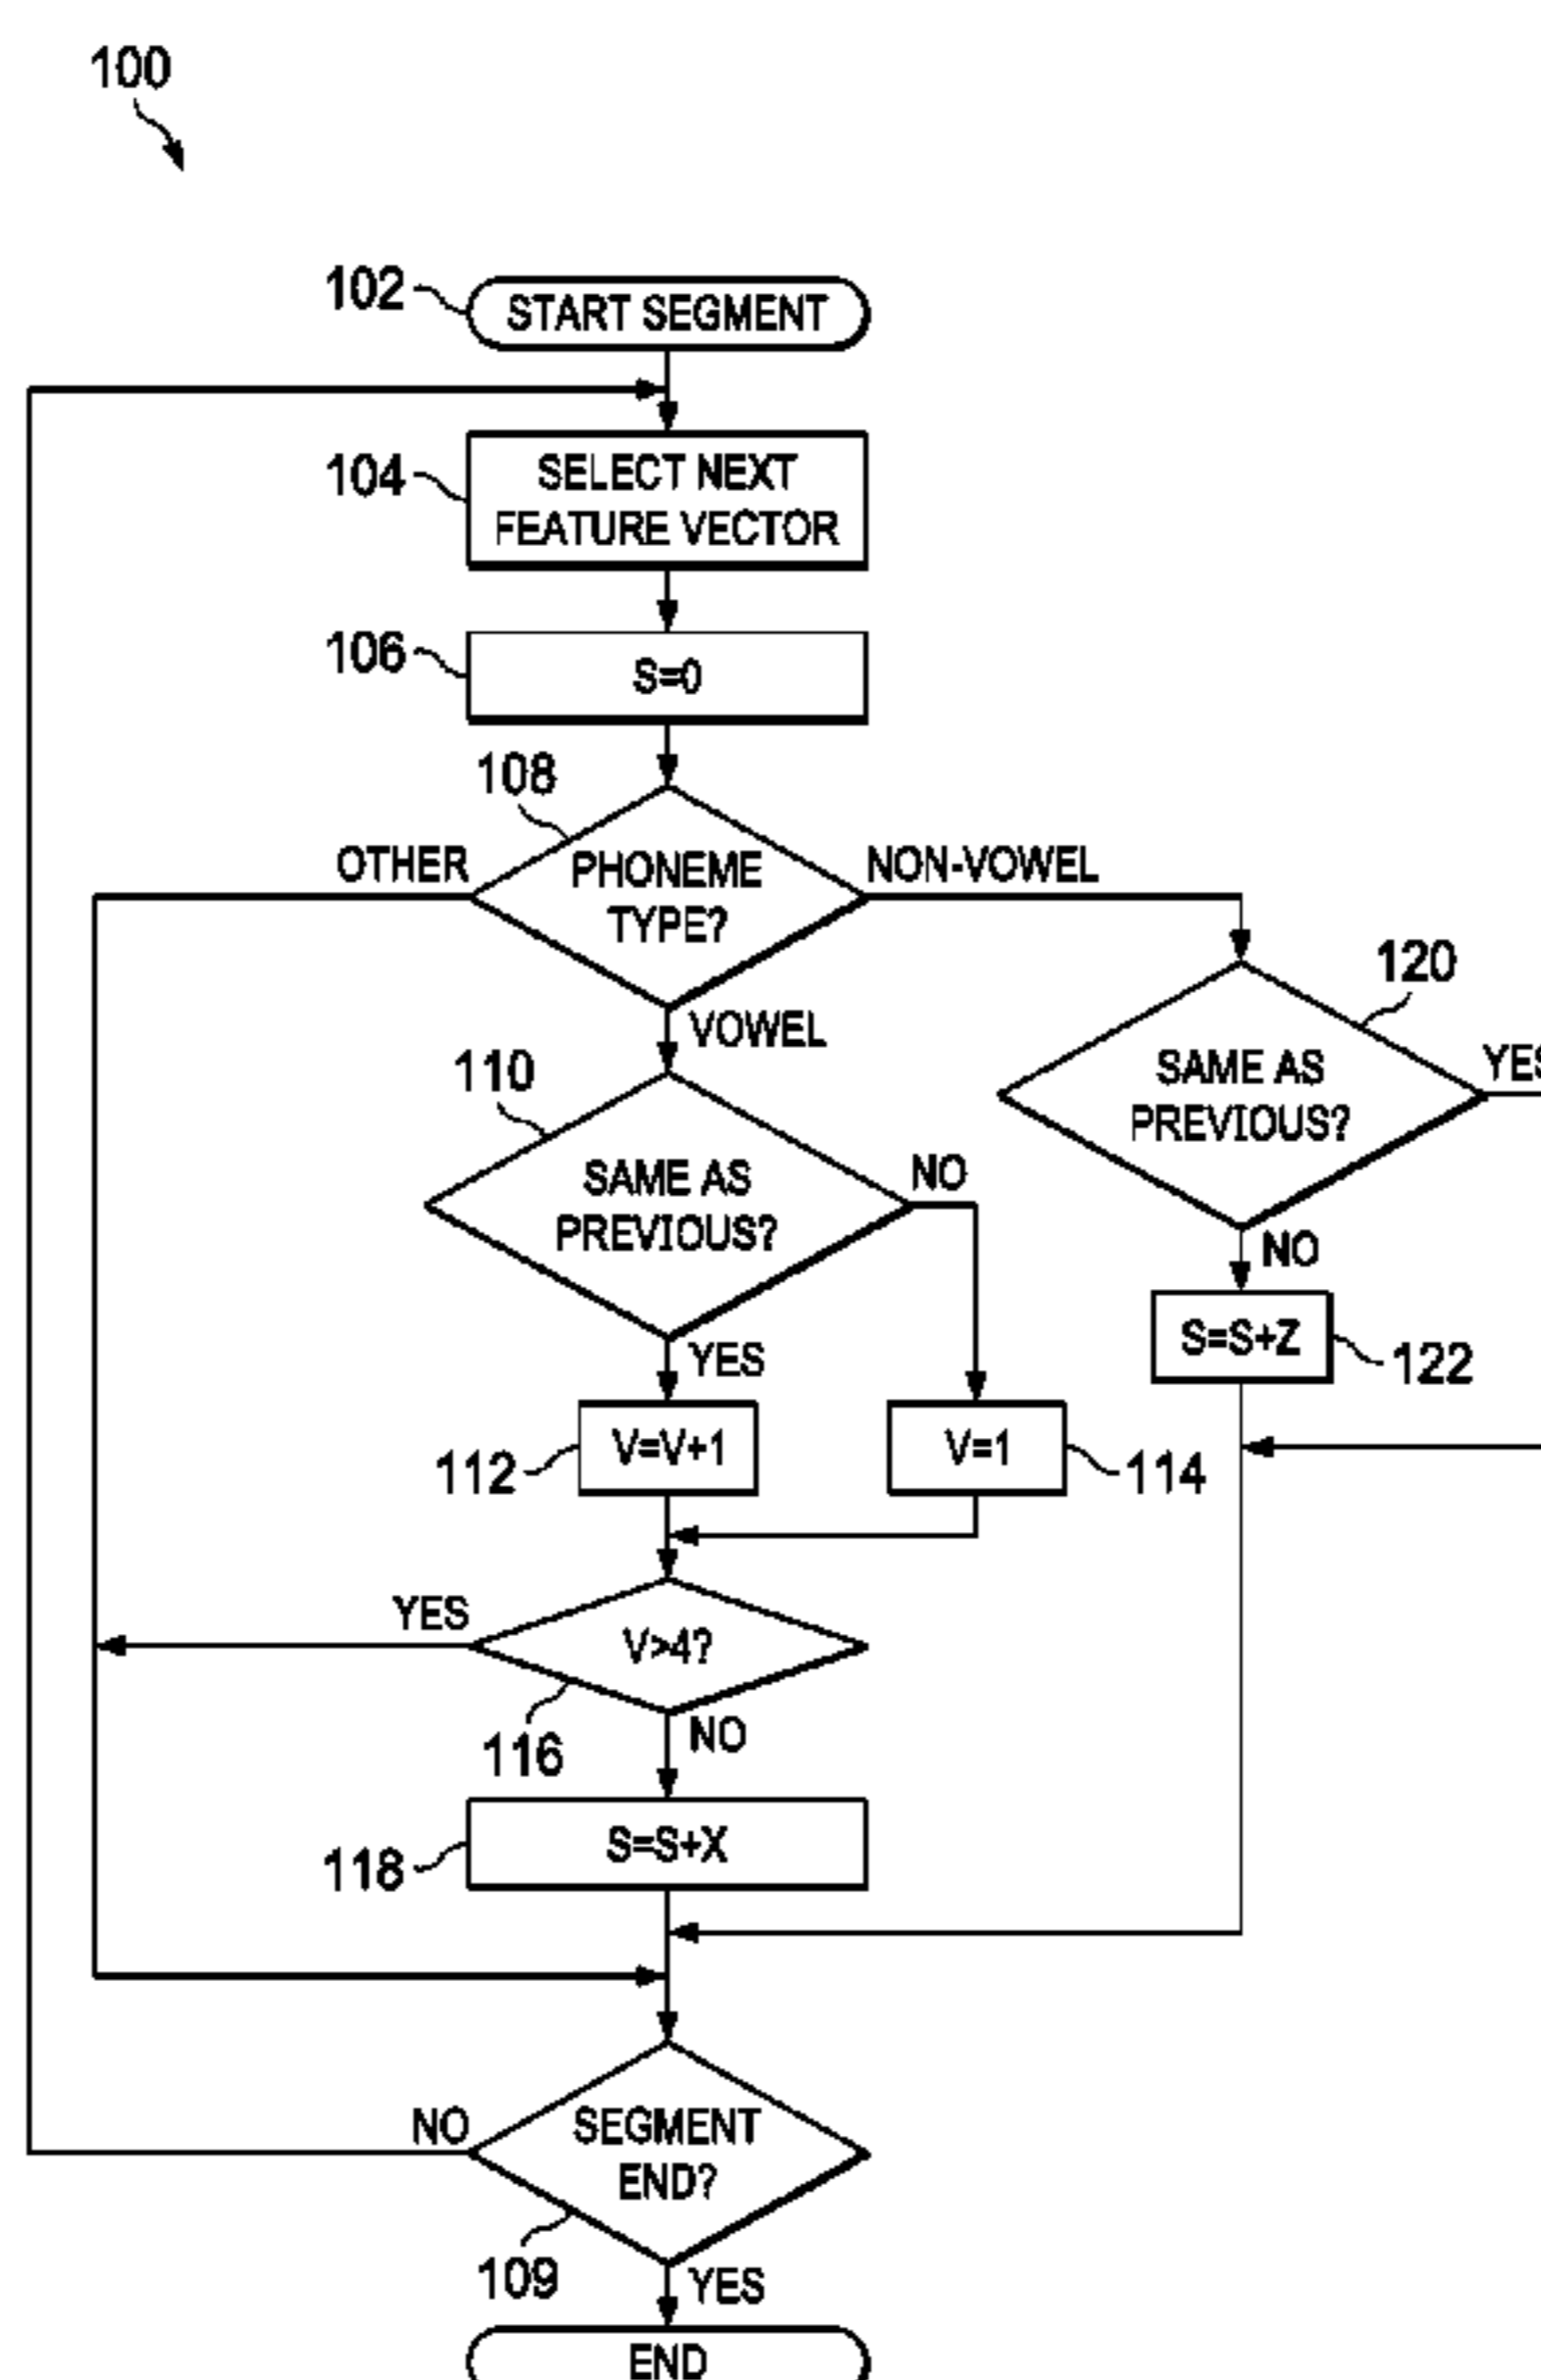 100
102
START SEGMENT
104
SELECT NEXT
FEATURE VECTOR
106
S=0
108
OTHER
PHONEME
TYPE?
NON-VOWEL
VOWEL
120
SAME AS
PREVIOUS?
YES
NO
110
SAME AS
PREVIOUS?
NO
YES
S=S+Z
122
112
V=V+1
V=1
114
YES
V>4?
116
NO
118
S=S+X
NO
SEGMENT
END?
109
YES
END